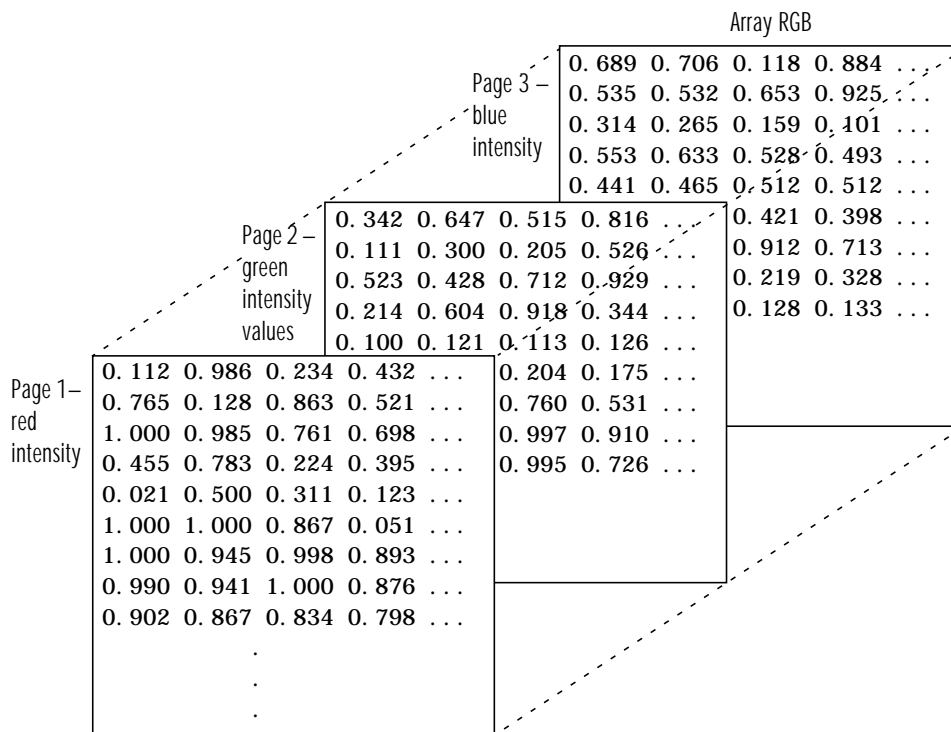 Array RGB
Page 3 –
blue
intensity
0.689 0.706 0.118 0.884 ...
0.535 0.532 0.653 0.925 ...
0.314 0.265 0.159 0.101 ...
0.553 0.633 0.528 0.493 ...
0.441 0.465 0.512 0.512 ...
0.421 0.398 ...
0.912 0.713 ...
0.219 0.328 ...
0.128 0.133 ...
Page 2 –
green
intensity
values
0.342 0.647 0.515 0.816 ...
0.111 0.300 0.205 0.526 ...
0.523 0.428 0.712 0.929 ...
0.214 0.604 0.918 0.344 ...
0.100 0.121 0.113 0.126 ...
0.204 0.175 ...
0.760 0.531 ...
0.997 0.910 ...
0.995 0.726 ...
Page 1–
red
intensity
0.112 0.986 0.234 0.432 ...
0.765 0.128 0.863 0.521 ...
1.000 0.985 0.761 0.698 ...
0.455 0.783 0.224 0.395 ...
0.021 0.500 0.311 0.123 ...
1.000 1.000 0.867 0.051 ...
1.000 0.945 0.998 0.893 ...
0.990 0.941 1.000 0.876 ...
0.902 0.867 0.834 0.798 ...
.
.
.